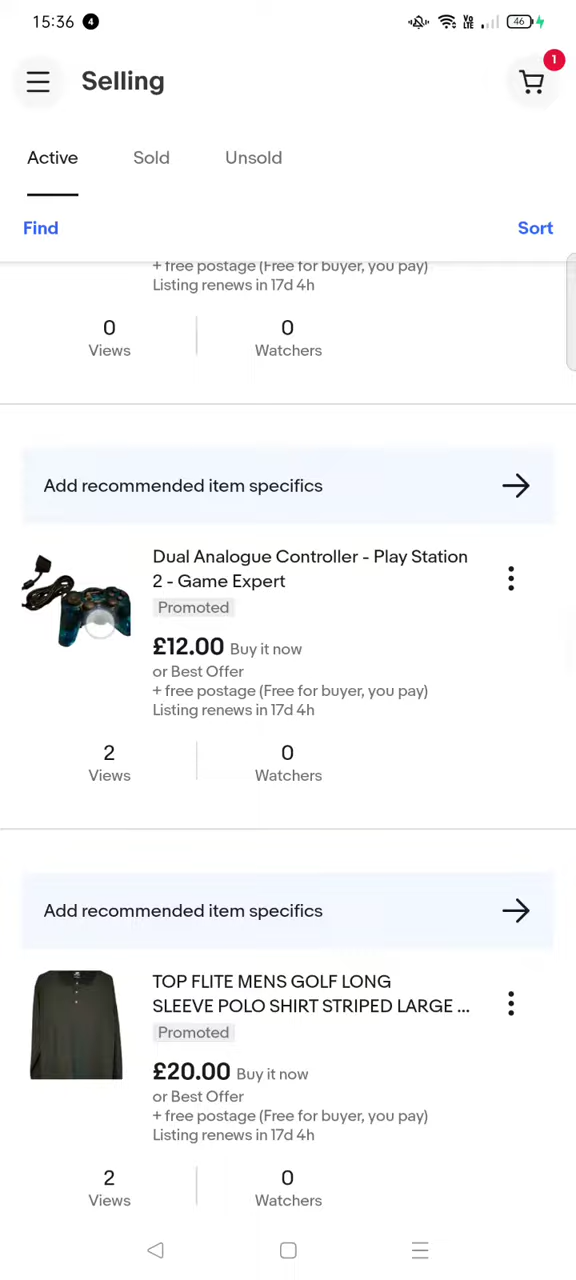 15:36 4 VO LTE 46
1
Selling
Active Sold Unsold
Find Sort
+ free postage (Free for buyer, you pay)
Listing renews in 17d 4h
0 0
Views Watchers
Add recommended item specifics
Dual Analogue Controller - Play Station
2 - Game Expert
Promoted
£12.00 Buy it now
or Best Offer
+ free postage (Free for buyer, you pay)
Listing renews in 17d 4h
2 0
Views Watchers
Add recommended item specifics
TOP FLITE MENS GOLF LONG
SLEEVE POLO SHIRT STRIPED LARGE ...
Promoted
£20.00 Buy it now
or Best Offer
+ free postage (Free for buyer, you pay)
Listing renews in 17d 4h
2 0
Views Watchers